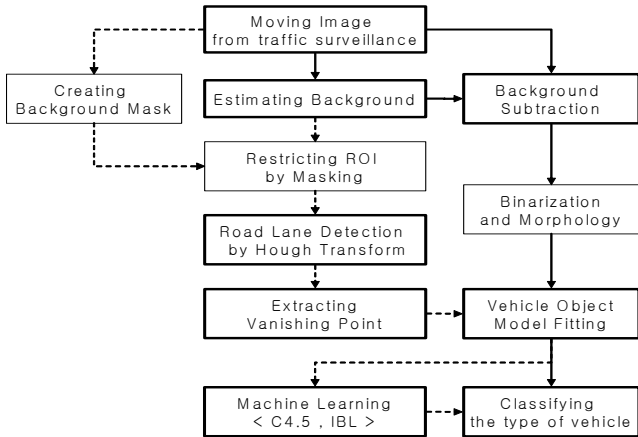 Moving Image
from traffic surveillance
Creating
Background Mask
Estimating Background
Background
Subtraction
Restricting ROI
by Masking
Binarization
and Morphology
Road Lane Detection
by Hough Transform
Extracting
Vanishing Point
Vehicle Object
Model Fitting
Machine Learning
< C4.5 , IBL >
Classifying
the type of vehicle